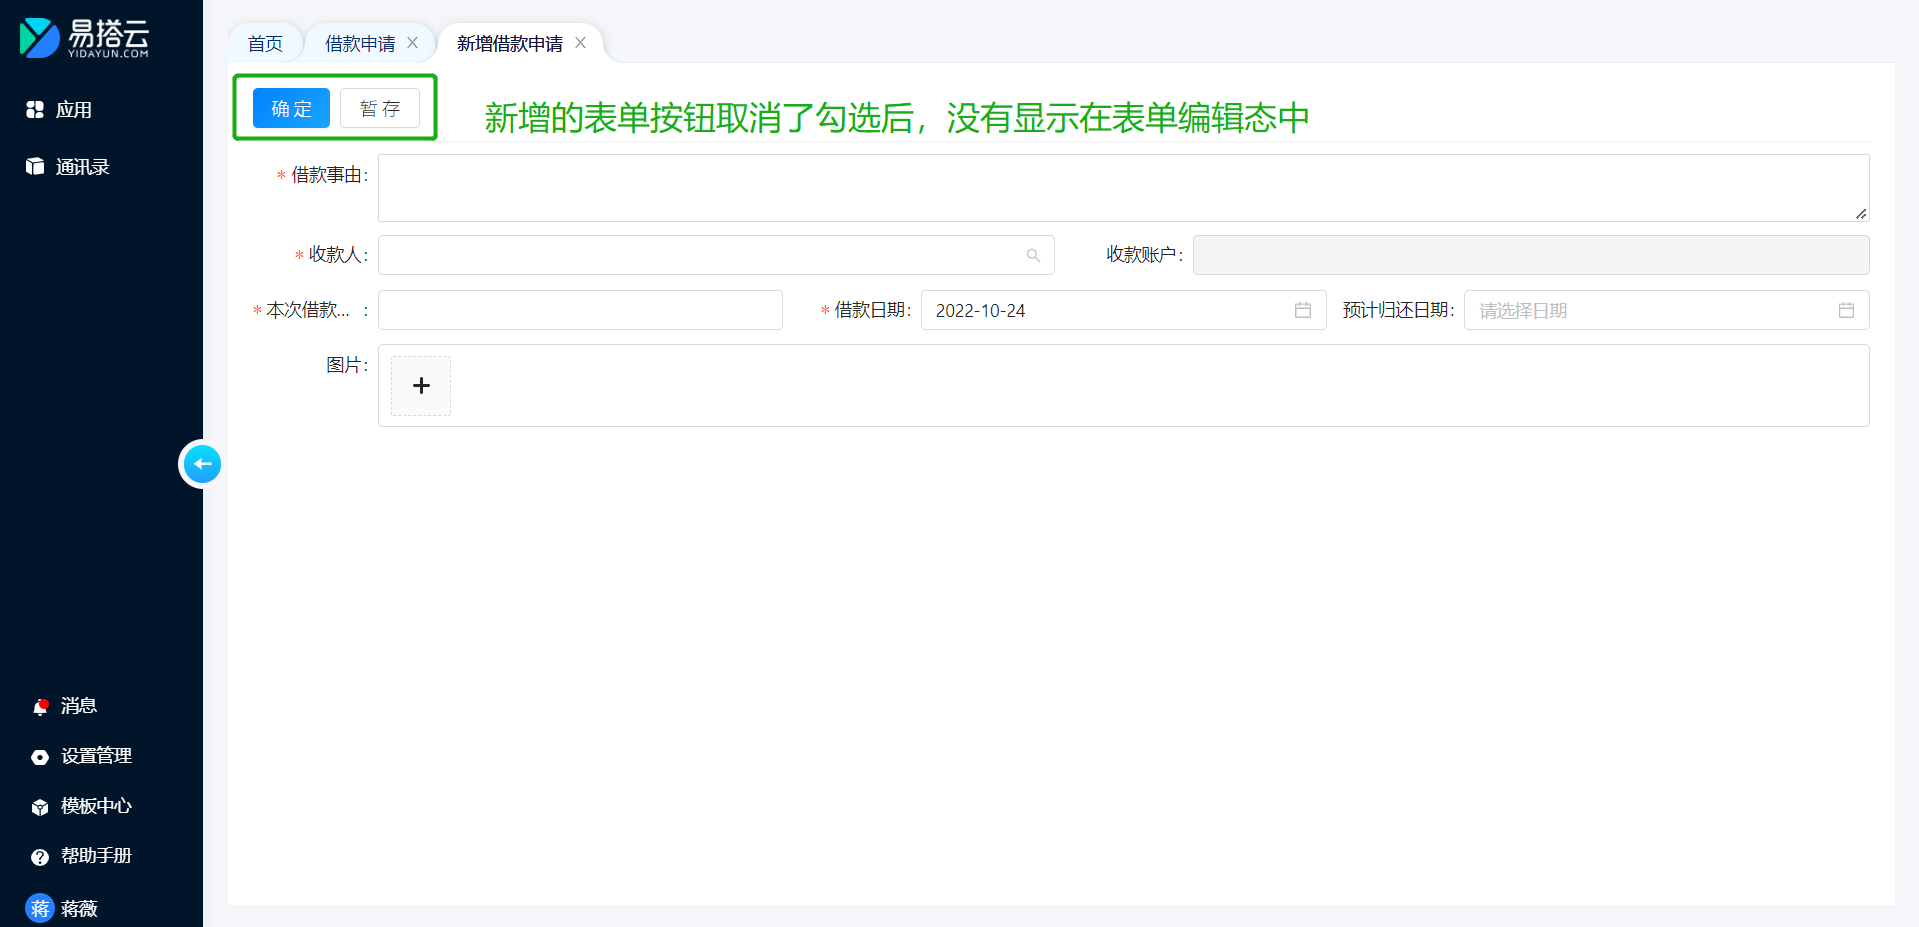 易搭云
YIDAYUN.COM
应用
通讯录
消息
设置管理
模板中心
帮助手册
蒋 蒋薇
首页
借款申请
新增借款申请
确 定
暂 存
新增的表单按钮取消了勾选后，没有显示在表单编辑态中
* 借款事由:
* 收款人:
收款账户:
* 本次借款... :
* 借款日期: 2022-10-24
预计归还日期: 请选择日期
图片: